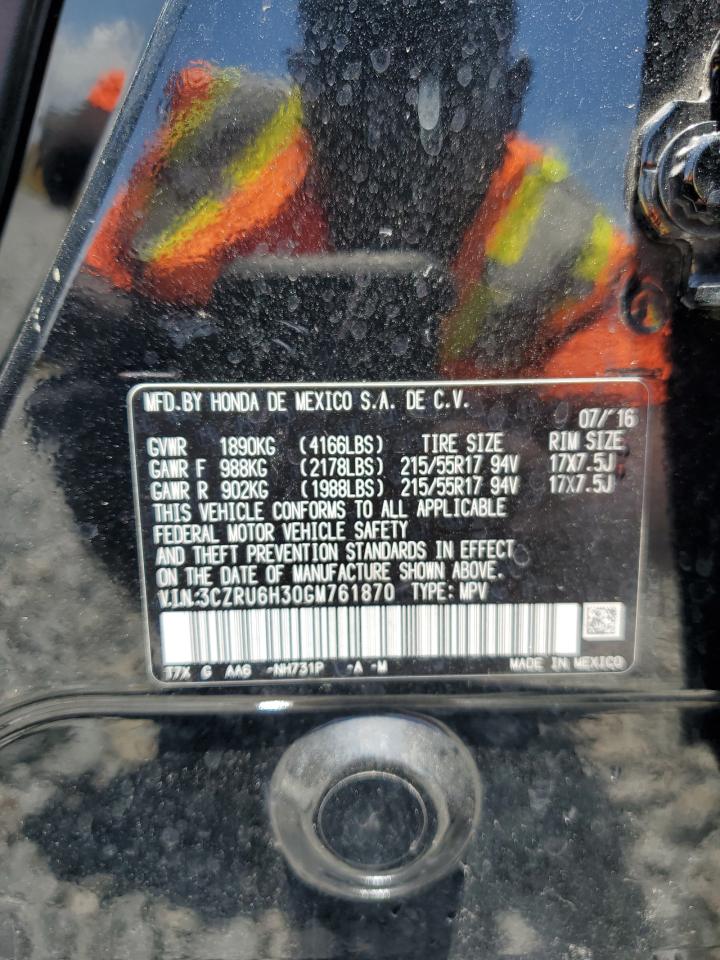 MFD.BY HONDA DE MEXICO S.A. DE C.V.
07/'16
GVWR 1890KG (4166LBS) TIRE SIZE RIM SIZE
GAWR F 988KG (2178LBS) 215/55R17 94V 17X7.5J
GAWR R 902KG (1988LBS) 215/55R17 94V 17X7.5J
THIS VEHICLE CONFORMS TO ALL APPLICABLE
FEDERAL MOTOR VEHICLE SAFETY
AND THEFT PREVENTION STANDARDS IN EFFECT
ON THE DATE OF MANUFACTURE SHOWN ABOVE.
V.I.N:3CZRU6H30GM761870 TYPE: MPV
T7X G AA6 -NH731P -A -M MADE IN MEXICO